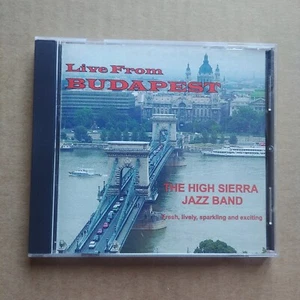 Live From
BUDAPEST
THE HIGH SIERRA
JAZZ BAND
Fresh, lively, sparkling and exciting